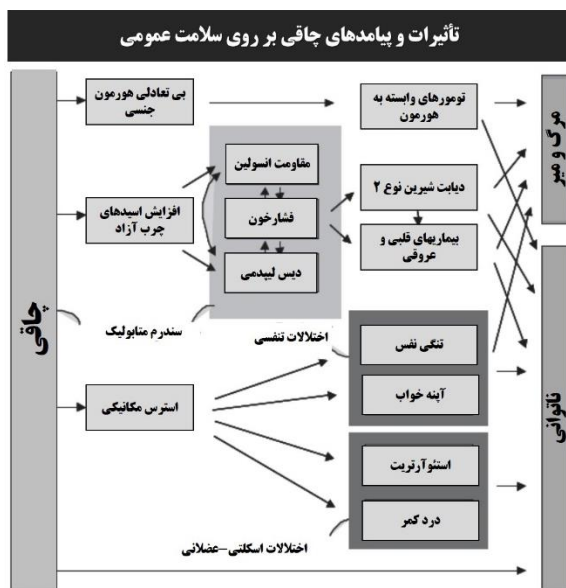 تأثیرات و پیامدهای چاقی بر روی سلامت عمومی
چاقی
بی تعادلی هورمون
جنسی
افزایش اسیدهای
چرب آزاد
استرس مکانیکی
مقاومت انسولین
فشارخون
دیس لیپدمی
سندرم متابولیک
تومورهای وابسته به
هورمون
دیابت شیرین نوع ۲
بیماریهای قلبی و
عروقی
اختلالات تنفسی
تنگی نفس
آپنه خواب
استئوآرتریت
درد کمر
اختلالات اسکلتی-عضلانی
مرگ و میر
ناتوانی